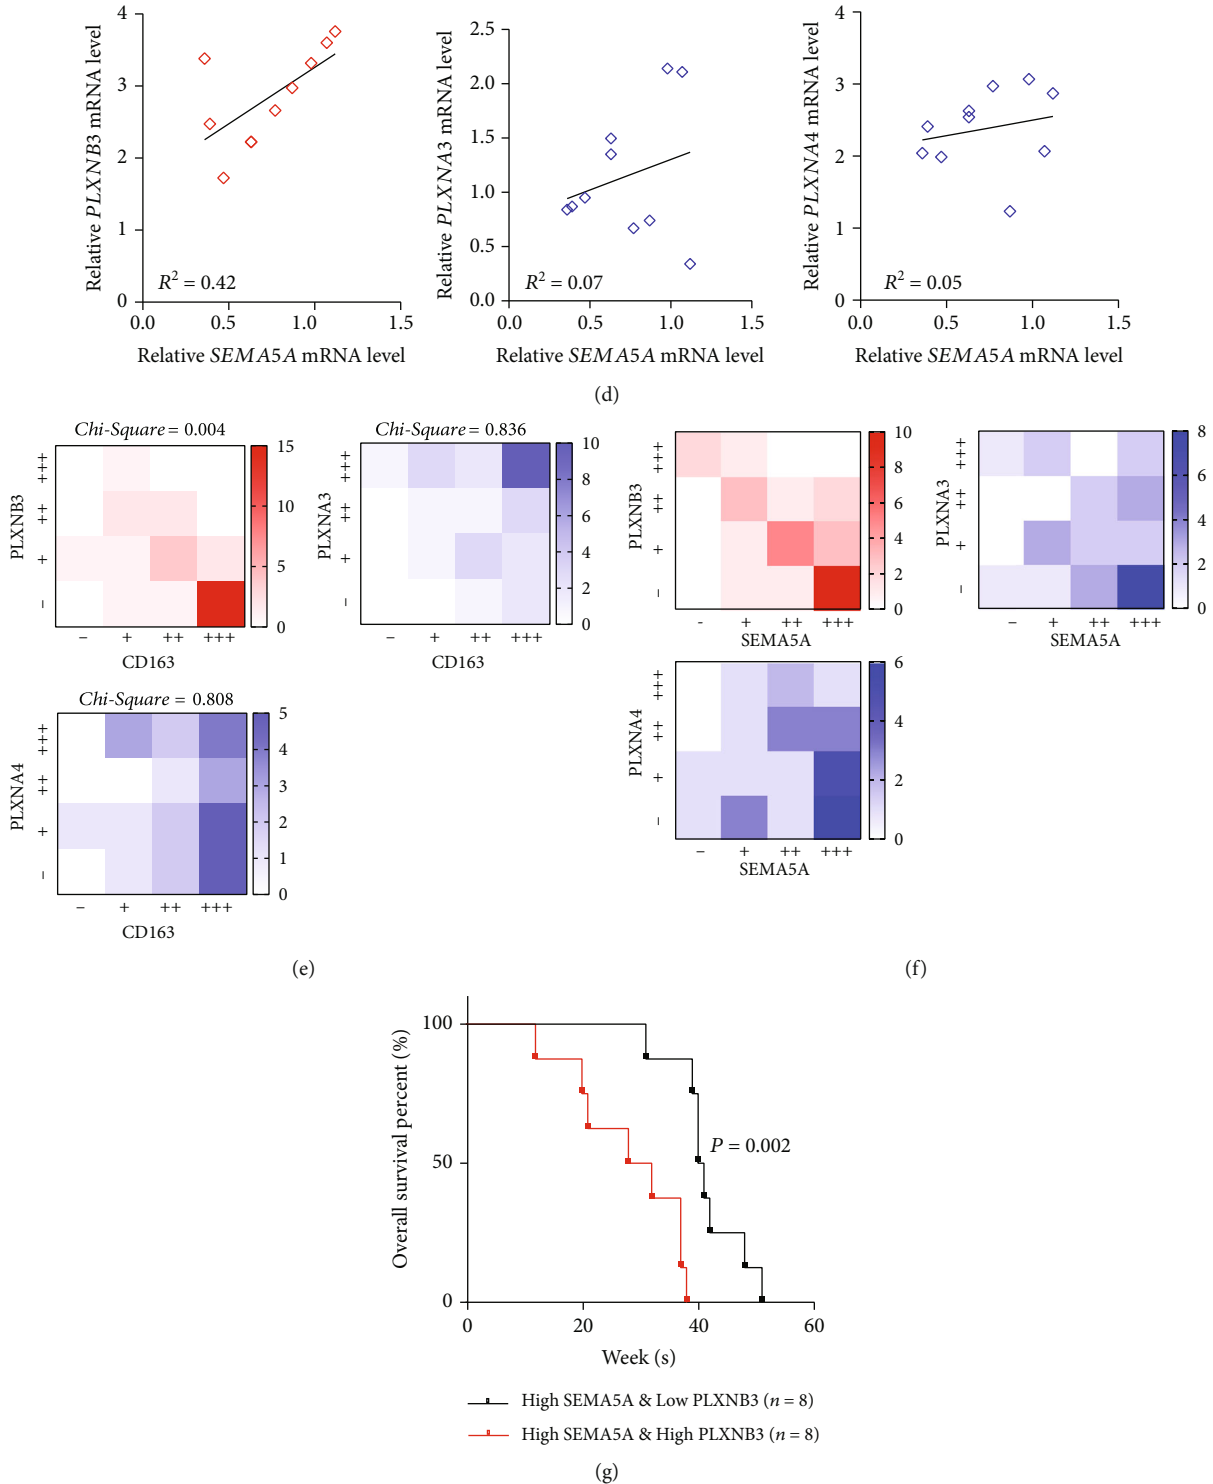 4
3
2
1
0
Relative PLXNB3 mRNA level
R² = 0.42
0.0 0.5 1.0 1.5
Relative SEMA5A mRNA level
2.5
2.0
1.5
1.0
0.5
0.0
Relative PLXNA3 mRNA level
R² = 0.07
0.0 0.5 1.0 1.5
Relative SEMA5A mRNA level
4
3
2
1
0
Relative PLXNA4 mRNA level
R² = 0.05
0.0 0.5 1.0 1.5
Relative SEMA5A mRNA level
(d)
Chi-Square = 0.004
PLXNB3
+++
++
+
–
– + ++ +++
CD163
15
10
5
0
Chi-Square = 0.836
PLXNA3
+++
++
+
–
– + ++ +++
CD163
10
8
6
4
2
0
Chi-Square = 0.808
PLXNA4
+++
++
+
–
– + ++ +++
CD163
5
4
3
2
1
0
(e)
PLXNB3
+++
++
+
–
- + ++ +++
SEMA5A
10
8
6
4
2
0
PLXNA3
+++
++
+
–
– + ++ +++
SEMA5A
8
6
4
2
0
PLXNA4
+++
++
+
–
– + ++ +++
SEMA5A
6
4
2
0
(f)
100
50
0
Overall survival percent (%)
P = 0.002
0 20 40 60
Week (s)
High SEMA5A & Low PLXNB3 (n = 8)
High SEMA5A & High PLXNB3 (n = 8)
(g)